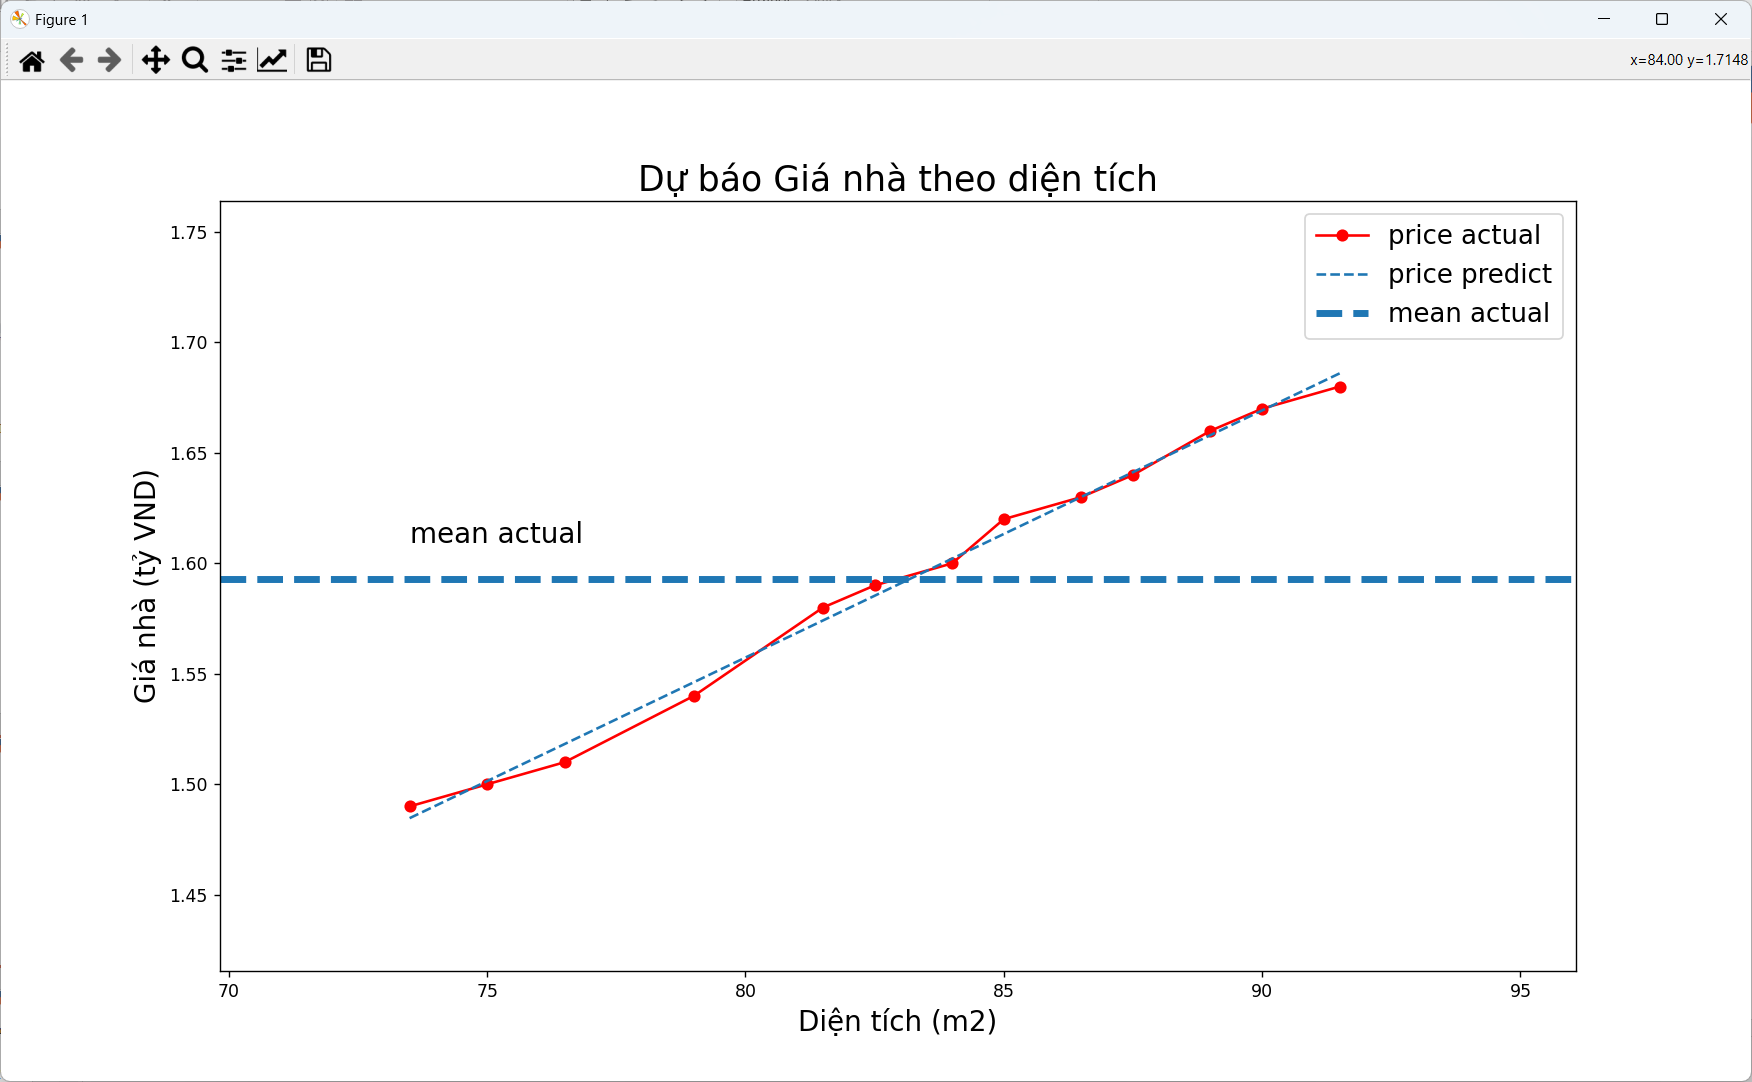 Figure 1
x=84.00 y=1.7148
Dự báo Giá nhà theo diện tích
price actual
price predict
mean actual
1.75
1.70
1.65
1.60
1.55
1.50
1.45
Giá nhà (tỷ VND)
mean actual
70 75 80 85 90 95
Diện tích (m2)